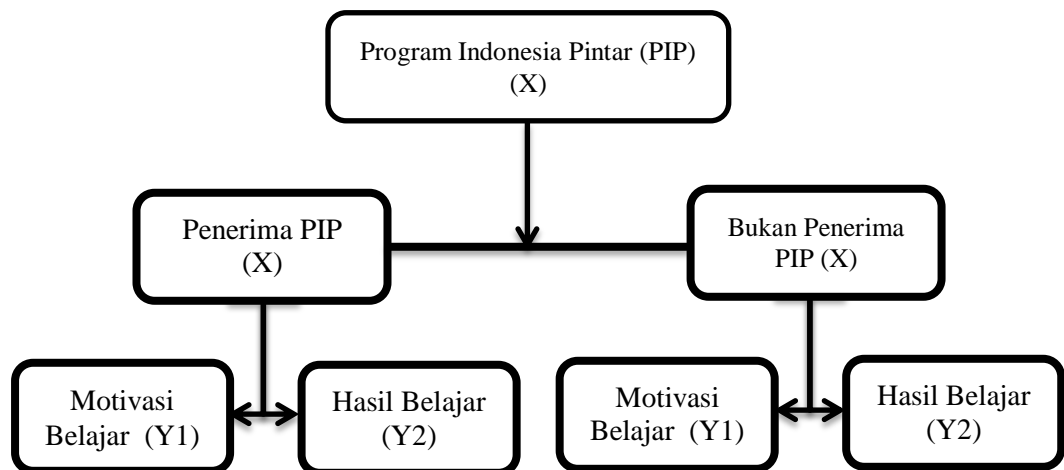 Program Indonesia Pintar (PIP)
(X)
Penerima PIP
(X)
Bukan Penerima
PIP (X)
Motivasi
Belajar (Y1)
Hasil Belajar
(Y2)
Motivasi
Belajar (Y1)
Hasil Belajar
(Y2)